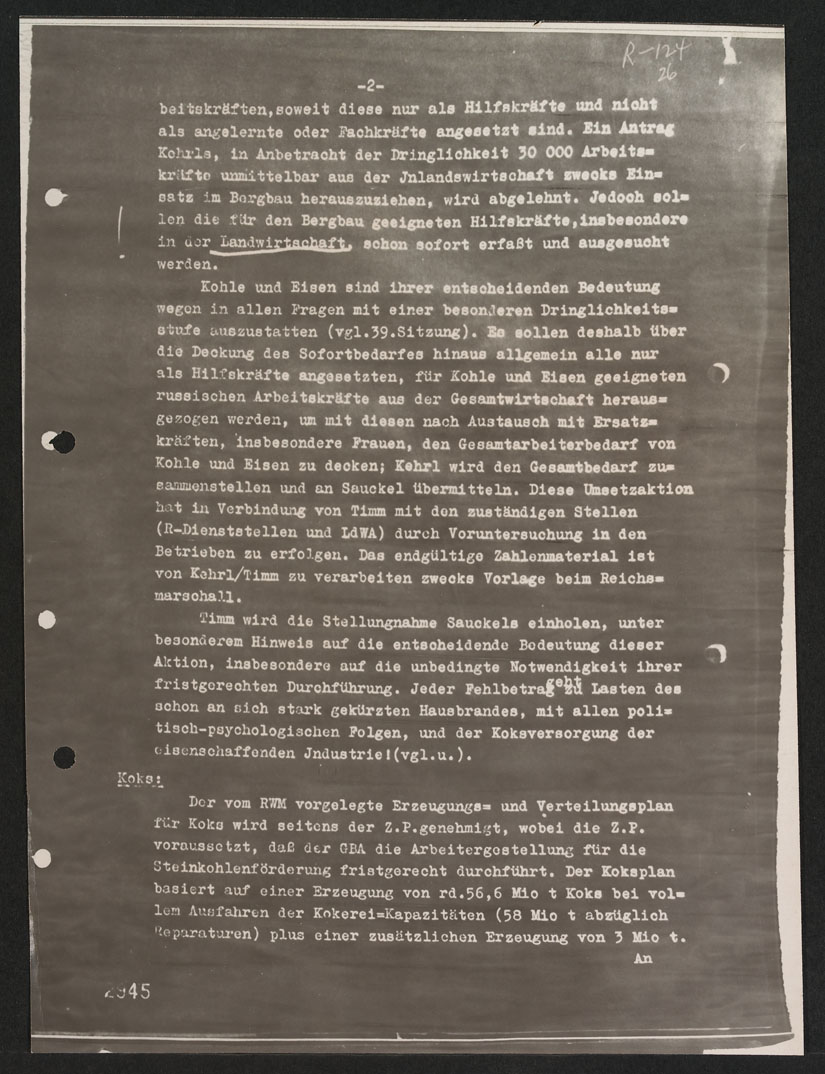 R-124
26
-2-
beitskräften,soweit diese nur als Hilfskräfte und nicht
als angelernte oder Fachkräfte angesetzt sind. Ein Antrag
Kehrls, in Anbetracht der Dringlichkeit 30 000 Arbeits=
kräfte unmittelbar aus der Jnlandswirtschaft zwecks Ein=
satz im Bergbau herauszuziehen, wird abgelehnt. Jedoch sol=
len die für den Bergbau geeigneten Hilfskräfte,insbesondere
in der Landwirtschaft, schon sofort erfaßt und ausgesucht
werden.
Kohle und Eisen sind ihrer entscheidenden Bedeutung
wegen in allen Fragen mit einer besonderen Dringlichkeits=
stufe auszustatten (vgl.39.Sitzung). Es sollen deshalb über
die Deckung des Sofortbedarfes hinaus allgemein alle nur
als Hilfskräfte angesetzten, für Kohle und Eisen geeigneten
russischen Arbeitskräfte aus der Gesamtwirtschaft heraus=
gezogen werden, um mit diesen nach Austausch mit Ersatz=
kräften, insbesondere Frauen, den Gesamtarbeiterbedarf von
Kohle und Eisen zu decken; Kehrl wird den Gesamtbedarf zu=
sammenstellen und an Sauckel übermitteln. Diese Umsetzaktion
hat in Verbindung von Timm mit den zuständigen Stellen
(R-Dienststellen und LdWA) durch Voruntersuchung in den
Betrieben zu erfolgen. Das endgültige Zahlenmaterial ist
von Kehrl/Timm zu verarbeiten zwecks Vorlage beim Reichs=
marschall.
Timm wird die Stellungnahme Sauckels einholen, unter
besonderem Hinweis auf die entscheidende Bedeutung dieser
Aktion, insbesondere auf die unbedingte Notwendigkeit ihrer
fristgerechten Durchführung. Jeder Fehlbetrag geht zu Lasten des
schon an sich stark gekürzten Hausbrandes, mit allen poli=
tisch-psychologischen Folgen, und der Koksversorgung der
eisenschaffenden Jndustrie!(vgl.u.).
Koks:
Der vom RWM vorgelegte Erzeugungs= und Verteilungsplan
für Koks wird seitens der Z.P.genehmigt, wobei die Z.P.
voraussetzt, daß der GBA die Arbeitergestellung für die
Steinkohlenförderung fristgerecht durchführt. Der Koksplan
basiert auf einer Erzeugung von rd.56,6 Mio t Koks bei vol=
lem Ausfahren der Kokerei=Kapazitäten (58 Mio t abzüglich
Reparaturen) plus einer zusätzlichen Erzeugung von 3 Mio t.
An
2945